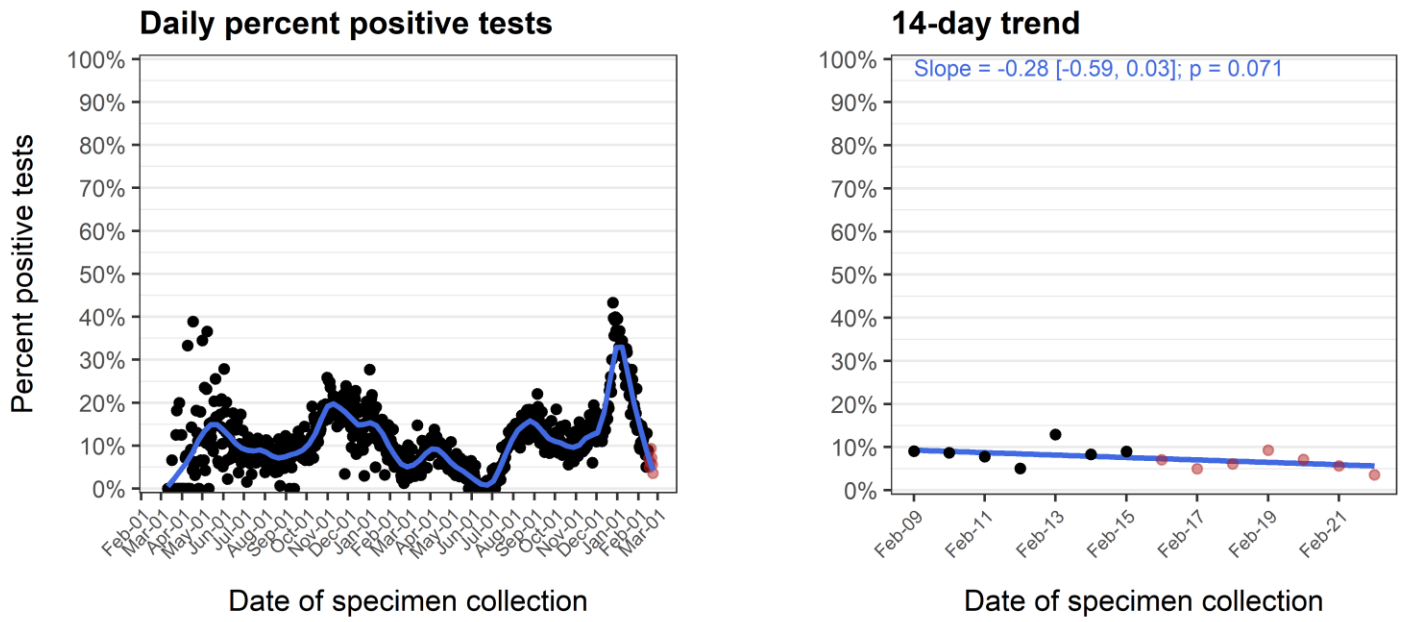 Daily percent positive tests
Percent positive tests
100%
90%
80%
70%
60%
50%
40%
30%
20%
10%
0%
Feb-01
Mar-01
Apr-01
May-01
Jun-01
Jul-01
Aug-01
Sep-01
Oct-01
Nov-01
Dec-01
Jan-01
Feb-01
Mar-01
Apr-01
May-01
Jun-01
Jul-01
Aug-01
Sep-01
Oct-01
Nov-01
Dec-01
Jan-01
Feb-01
Mar-01
Date of specimen collection
14-day trend
Slope = -0.28 [-0.59, 0.03]; p = 0.071
100%
90%
80%
70%
60%
50%
40%
30%
20%
10%
0%
Feb-09
Feb-11
Feb-13
Feb-15
Feb-17
Feb-19
Feb-21
Date of specimen collection